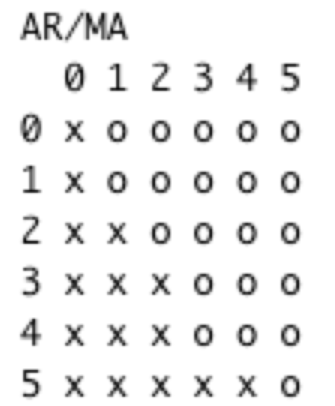 AR/MA
0 1 2 3 4 5
0 x o o o o o
1 x o o o o o
2 x x o o o o
3 x x x o o o
4 x x x o o o
5 x x x x x o